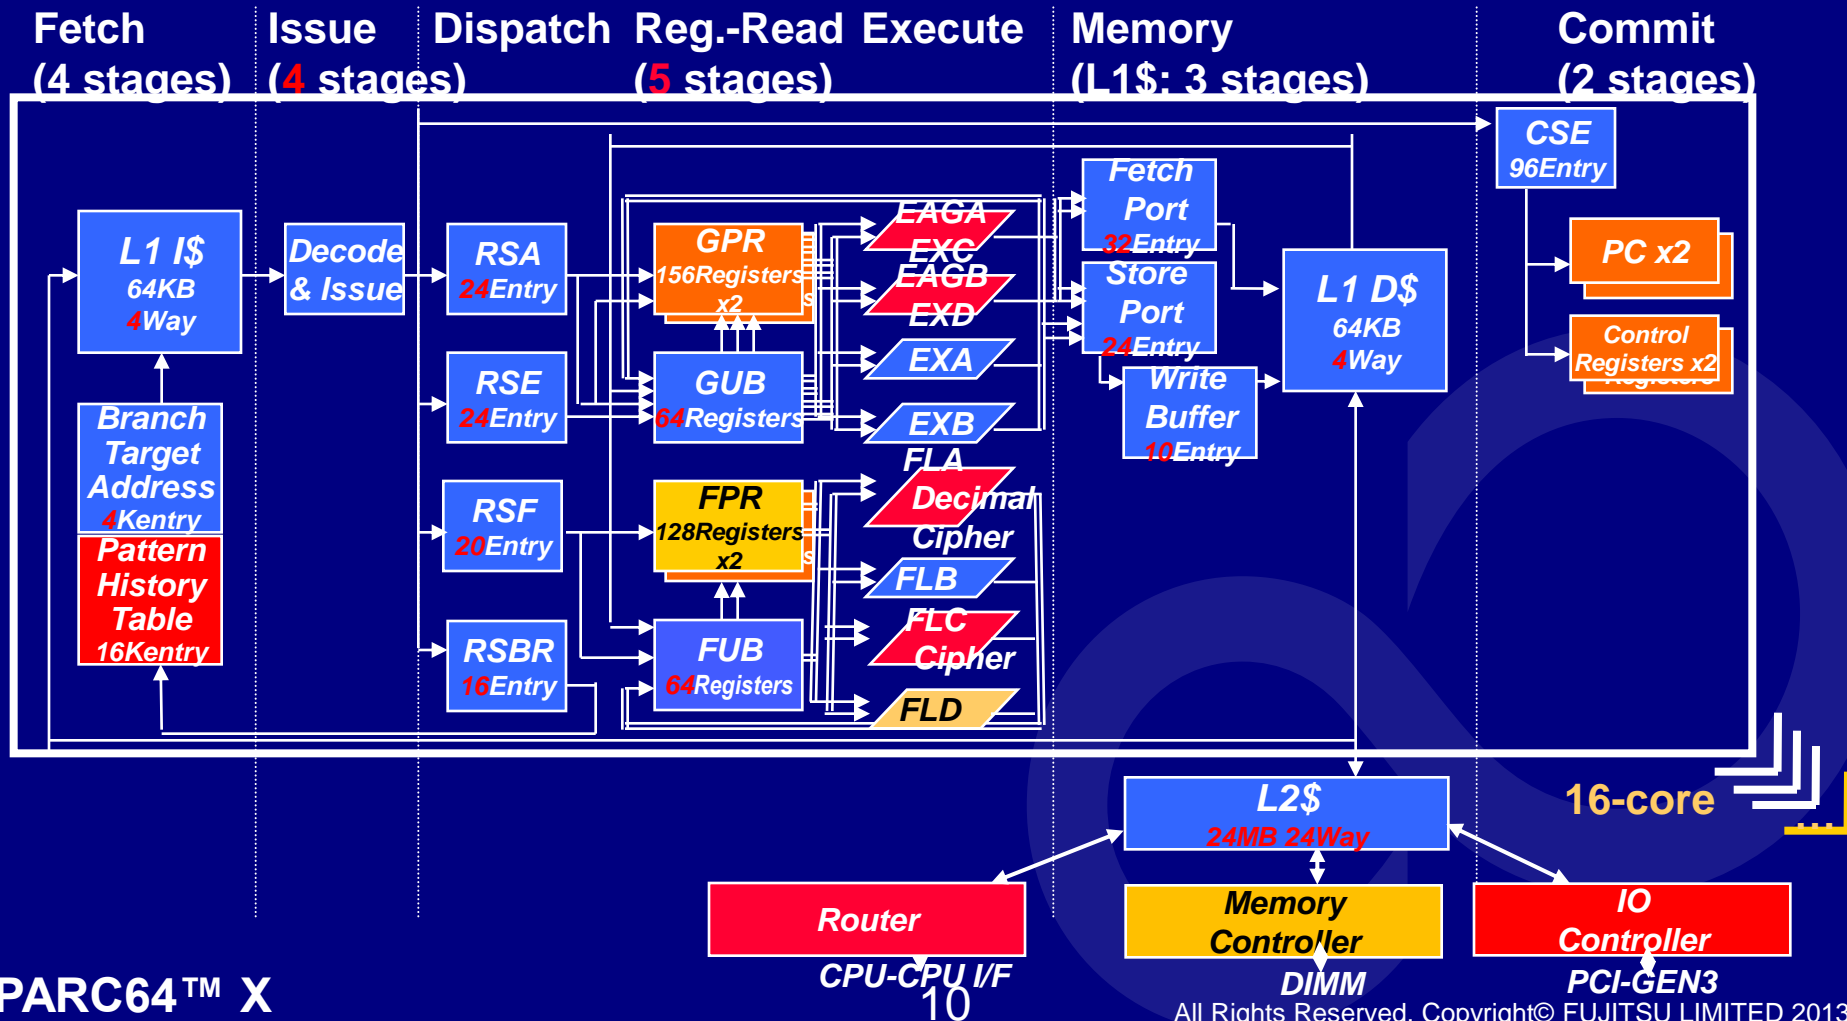 Fetch
(4 stages)
Issue
(4 stages)
Dispatch
Reg.-Read
(5 stages)
Execute
Memory
(L1$: 3 stages)
Commit
(2 stages)
L1 I$
64KB
4Way
Branch
Target
Address
4Kentry
Pattern
History
Table
16Kentry
Decode
& Issue
RSA
24Entry
RSE
24Entry
RSF
20Entry
RSBR
16Entry
GPR
156Registers
x2
s
GUB
64Registers
FPR
128Registers
x2
s
FUB
64Registers
EAGA
EXC
EAGB
EXD
EXA
EXB
FLA
Decimal
Cipher
FLB
FLC
Cipher
FLD
Fetch
Port
32Entry
Store
Port
24Entry
Write
Buffer
10Entry
L1 D$
64KB
4Way
CSE
96Entry
PC x2
Control
Registers x2
Registers
16-core
L2$
24MB 24Way
Router
Memory
Controller
IO
Controller
CPU-CPU I/F
DIMM
PCI-GEN3
PARC64™ X
10
All Rights Reserved. Copyright© FUJITSU LIMITED 2013